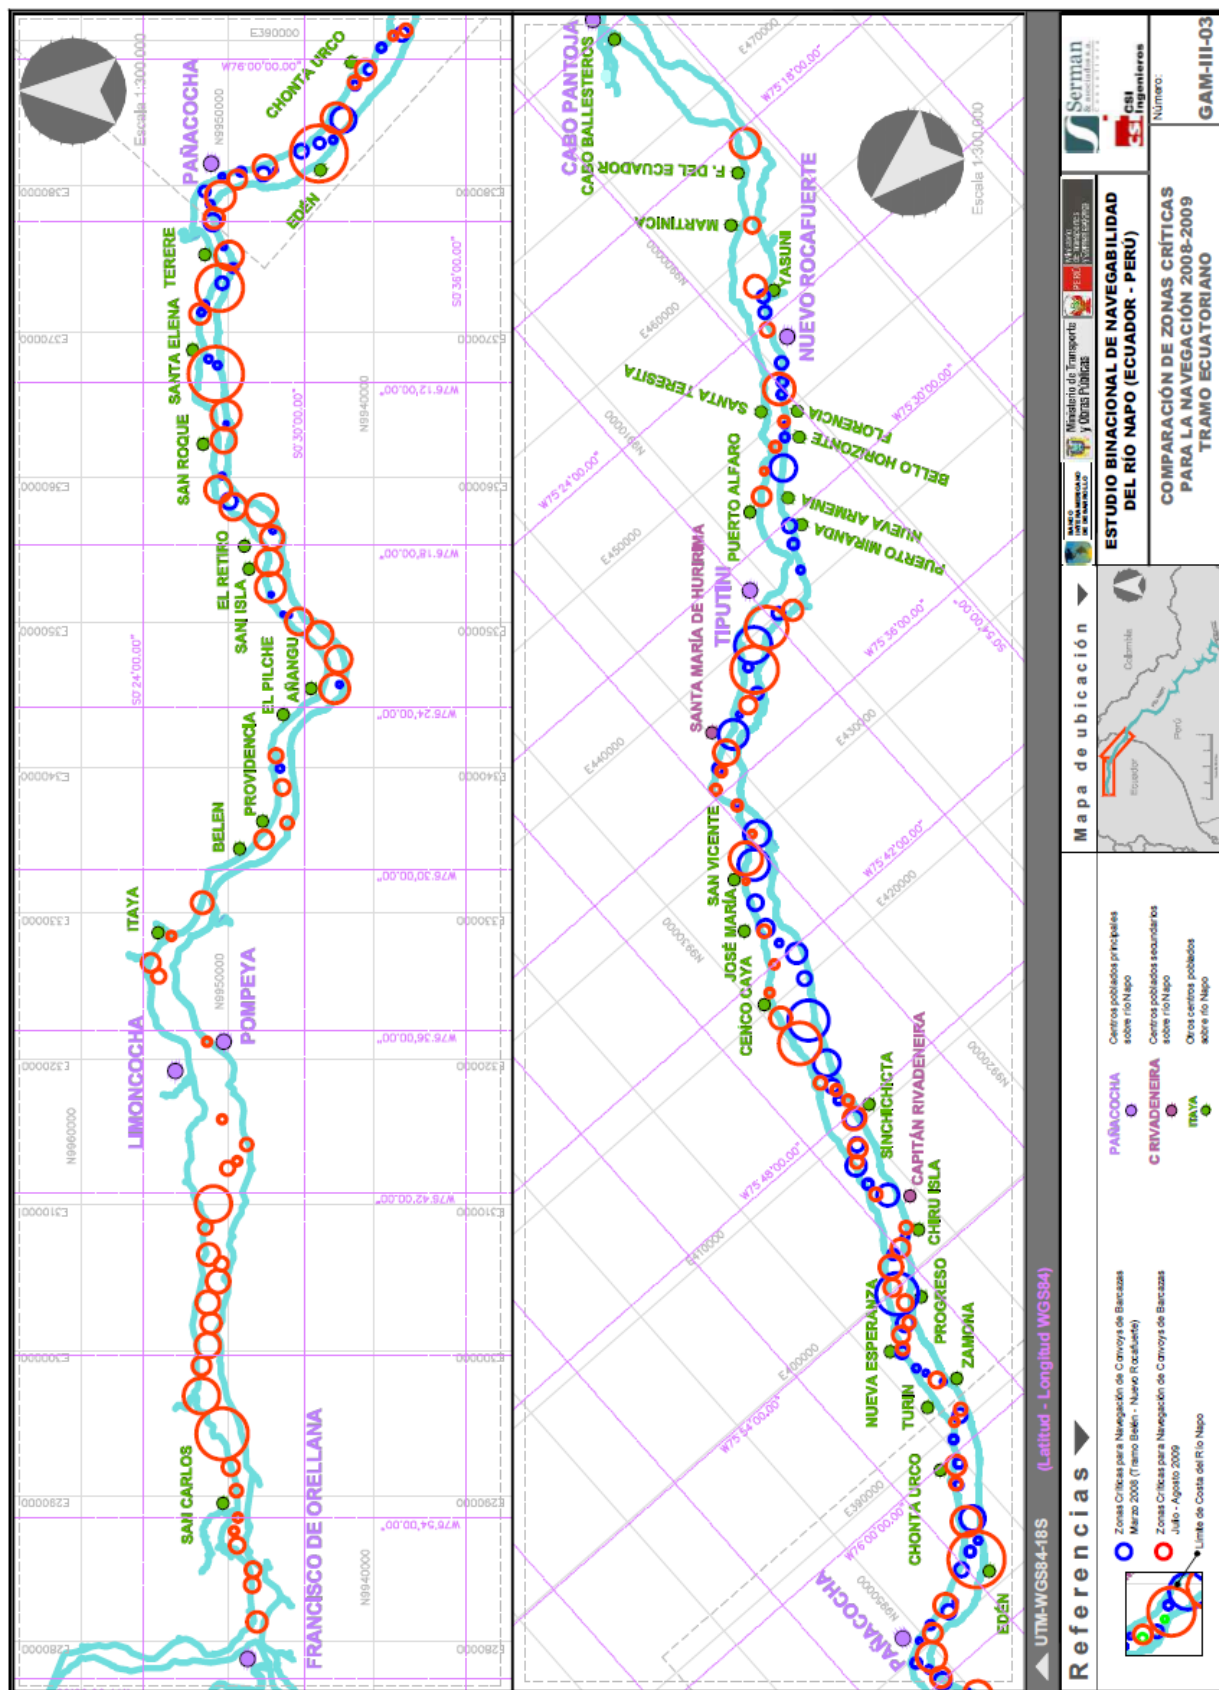 FRANCISCO DE ORELLANA
SAN CARLOS
LIMONCOCHA
POMPEYA
ITAYA
BELEN
PROVIDENCIA
EL PILCHE
AÑANGU
SANI ISLA
EL RETIRO
SAN ROQUE
SANTA ELENA
TERERE
PAÑACOCHA
EDÉN
CHONTA URCO
Escala 1:300.000
E280000
E290000
E300000
E310000
E320000
E330000
E340000
E350000
E360000
E370000
E380000
E390000
N9940000
N9960000
N9950000
N9940000
N9950000
W76°54'00.00"
W76°42'00.00"
W76°36'00.00"
W76°30'00.00"
W76°24'00.00"
W76°18'00.00"
W76°12'00.00"
W76°00'00.00"
S0°24'00.00"
S0°30'00.00"
S0°36'00.00"
PAÑACOCHA
EDÉN
CHONTA URCO
TURIN
ZAMONA
NUEVA ESPERANZA
PROGRESO
CHIRU ISLA
CAPITÁN RIVADENEIRA
SINCHICHICTA
CENCO CAYA
JOSÉ MARÍA
SAN VICENTE
SANTA MARÍA DE HURIRIMA
TIPUTINI
PUERTO ALFARO
PUERTO MIRANDA
NUEVA ARMENIA
BELLO HORIZONTE
FLORENCIA
SANTA TERESITA
NUEVO ROCAFUERTE
YASUNI
MARTINICA
F. DEL ECUADOR
CABO BALLESTEROS
CABO PANTOJA
Escala 1:300.000
N9950000
E390000
E400000
E410000
E420000
E430000
E440000
E450000
E460000
E470000
N9920000
N9930000
N9910000
N9900000
W76°00'00.00"
W75°54'00.00"
W75°48'00.00"
W75°42'00.00"
W75°36'00.00"
W75°30'00.00"
W75°24'00.00"
W75°18'00.00"
S0°54'00.00"
UTM-WGS84-18S
(Latitud - Longitud WGS84)
Referencias
Zonas Críticas para Navegación de Convoys de Barcazas
Marzo 2008 (Tramo Belén - Nuevo Rocafuerte)
Zonas Críticas para Navegación de Convoys de Barcazas
Julio - Agosto 2009
Límite de Costa del Río Napo
PAÑACOCHA
Centros poblados principales
sobre río Napo
C RIVADENEIRA
Centros poblados secundarios
sobre río Napo
ITAYA
Otros centros poblados
sobre río Napo
Mapa de ubicación
Ecuador
Colombia
Perú
BANCO
INTERAMERICANO
DE DESARROLLO
Ministerio de Transporte
y Obras Públicas
PERÚ
Serman
& asociados s.a.
CSI
Ingenieros
ESTUDIO BINACIONAL DE NAVEGABILIDAD
DEL RÍO NAPO (ECUADOR - PERÚ)
COMPARACIÓN DE ZONAS CRÍTICAS
PARA LA NAVEGACIÓN 2008-2009
TRAMO ECUATORIANO
Número:
GAM-III-03